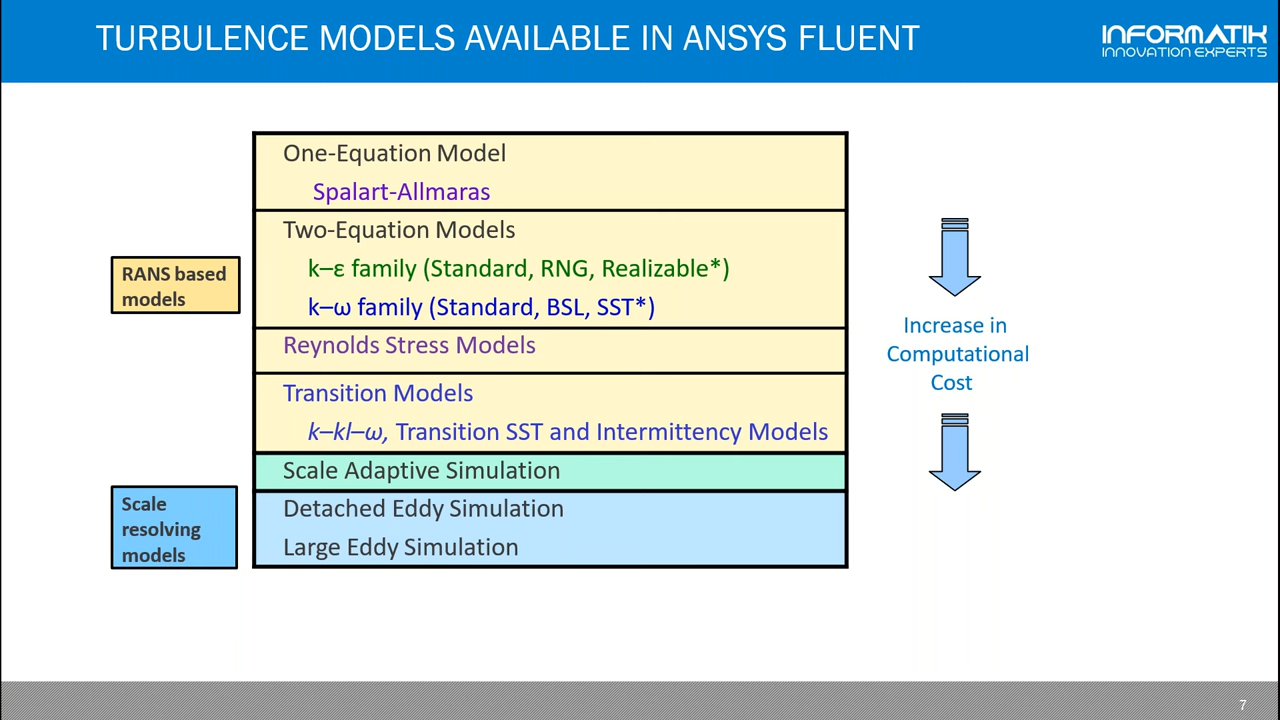 TURBULENCE MODELS AVAILABLE IN ANSYS FLUENT
INFORMATIK
INNOVATION EXPERTS
One-Equation Model
Spalart-Allmaras
Two-Equation Models
k–ε family (Standard, RNG, Realizable*)
k–ω family (Standard, BSL, SST*)
Reynolds Stress Models
Transition Models
k–kl–ω, Transition SST and Intermittency Models
Scale Adaptive Simulation
Detached Eddy Simulation
Large Eddy Simulation
RANS based
models
Scale
resolving
models
Increase in
Computational
Cost
7